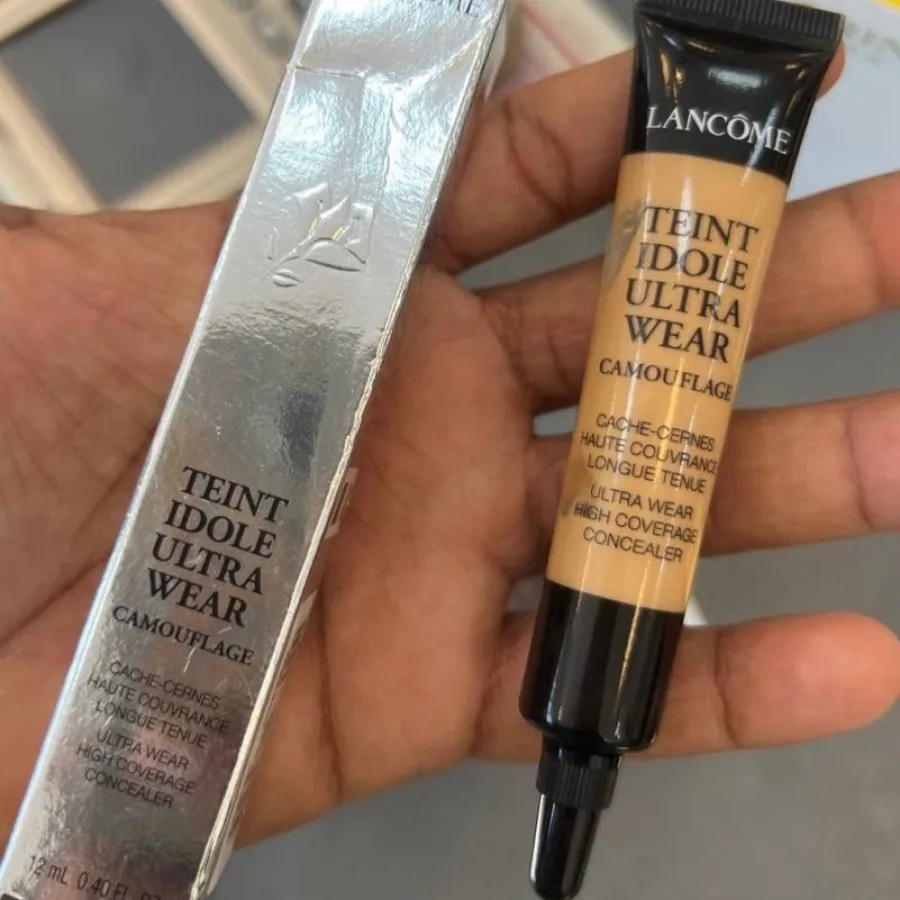 TEINT
IDOLE
ULTRA
WEAR
CAMOUFLAGE
CACHE-CERNES
HAUTE COUVRANCE
LONGUE TENUE
ULTRA WEAR
HIGH COVERAGE
CONCEALER
12 mL 0.40 FL
LANCÔME
TEINT
IDOLE
ULTRA
WEAR
CAMOUFLAGE
CACHE-CERNES
HAUTE COUVRANCE
LONGUE TENUE
ULTRA WEAR
HIGH COVERAGE
CONCEALER